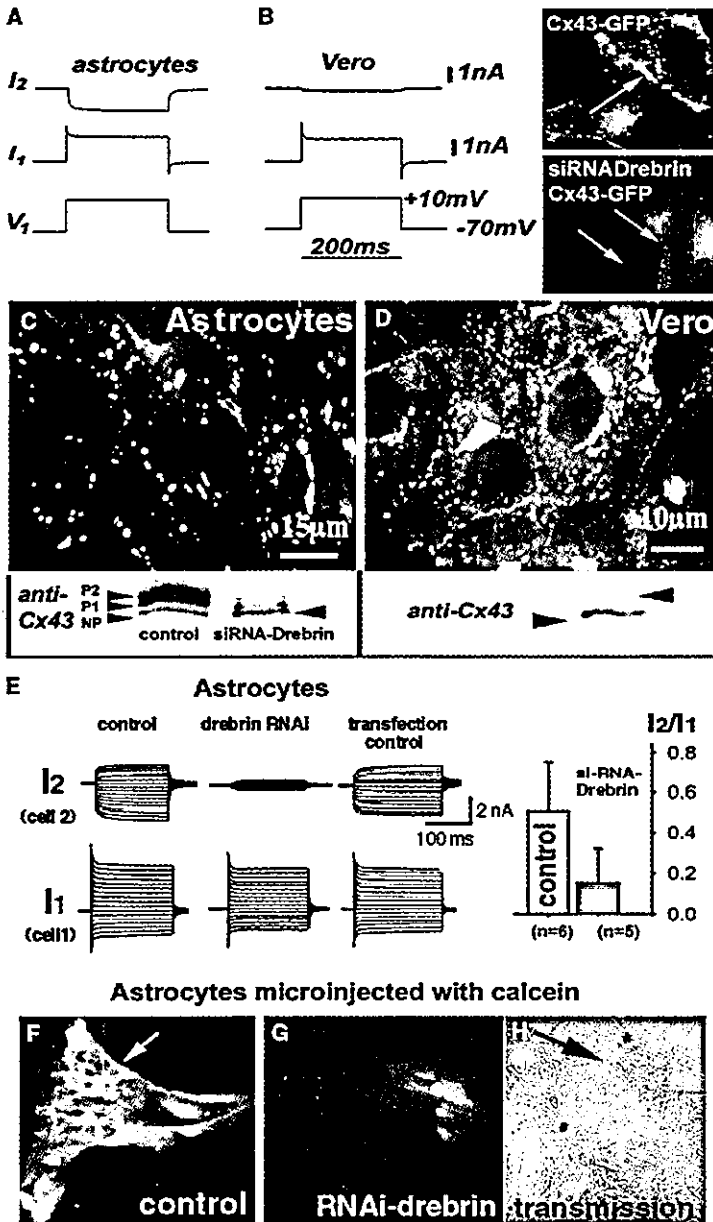 A
B
astrocytes
Vero
I2
1nA
I1
1nA
V1
+10mV
-70mV
200ms
Cx43-GFP
siRNADrebrin
Cx43-GFP
C
Astrocytes
15µm
D
Vero
10µm
anti-
Cx43
P2
P1
NP
control
siRNA-Drebrin
anti-Cx43
E
Astrocytes
control
drebrin RNAi
transfection
control
I2
(cell 2)
2 nA
100 ms
I1
(cell1)
I2/I1
0.8
0.6
0.4
0.2
0.0
si-RNA-
Drebrin
control
(n=6)
(n=5)
Astrocytes microinjected with calcein
F
control
G
RNAi-drebrin
H
transmission